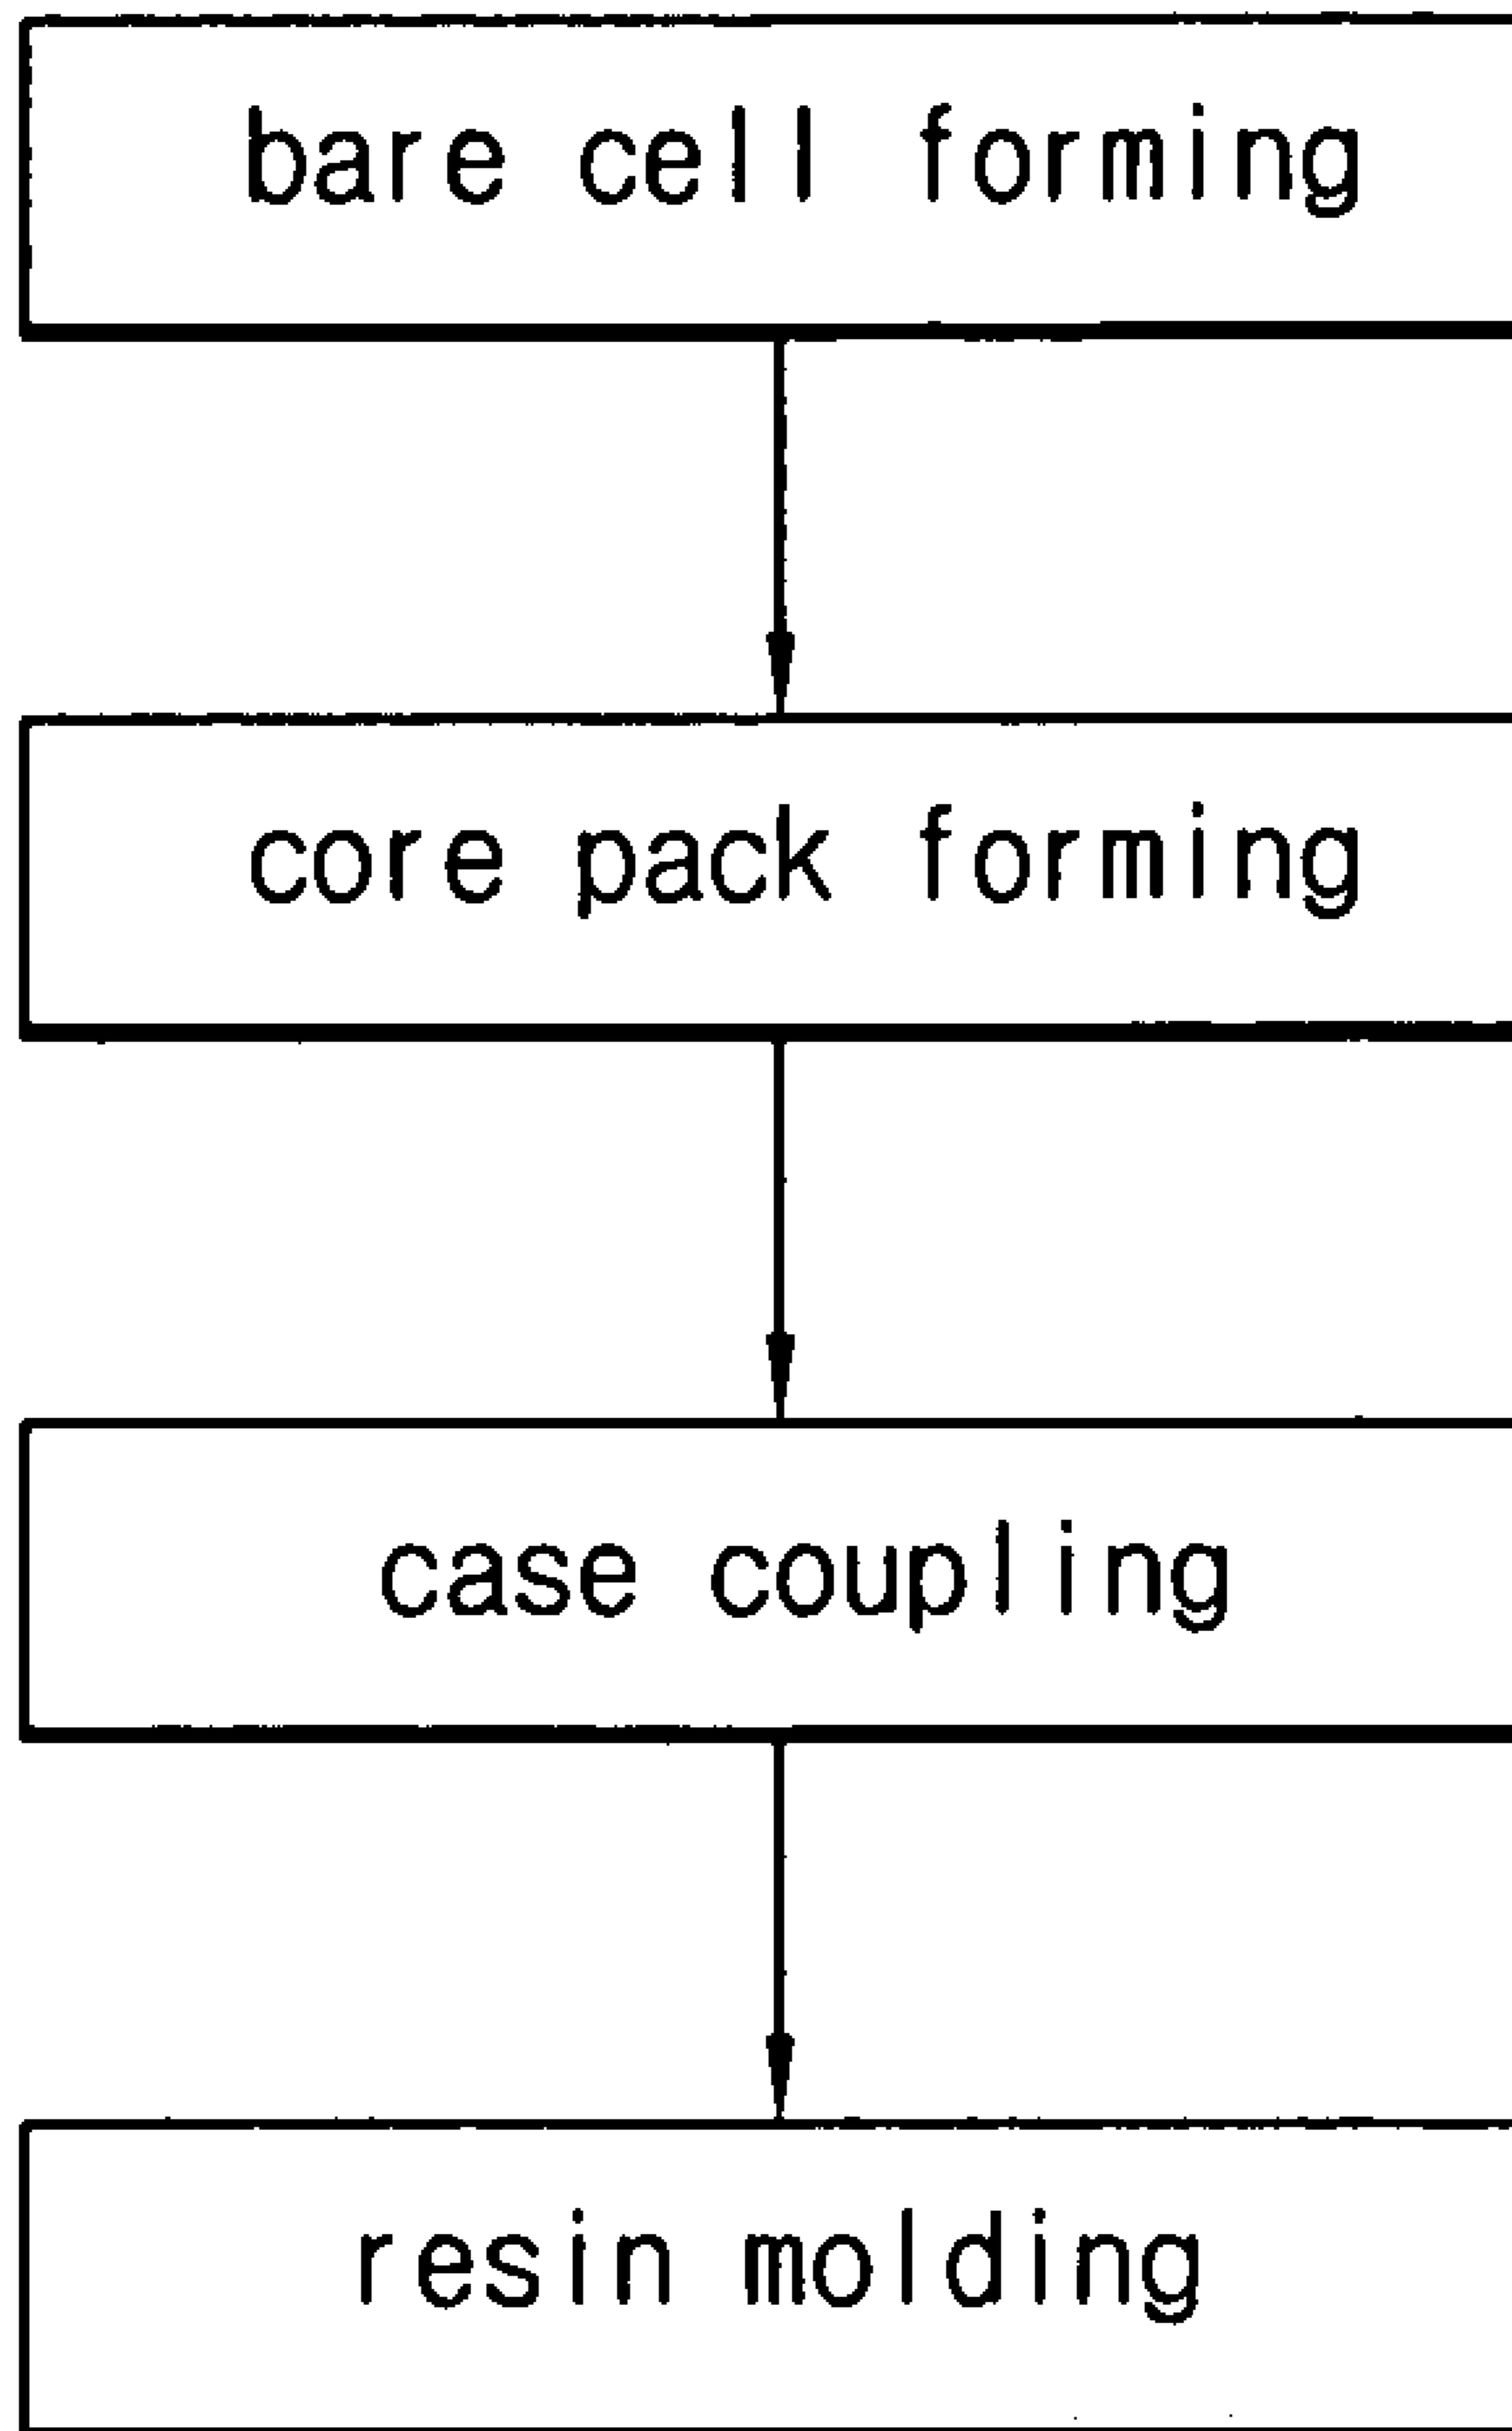 bare cell forming
core pack forming
case coupling
resin molding